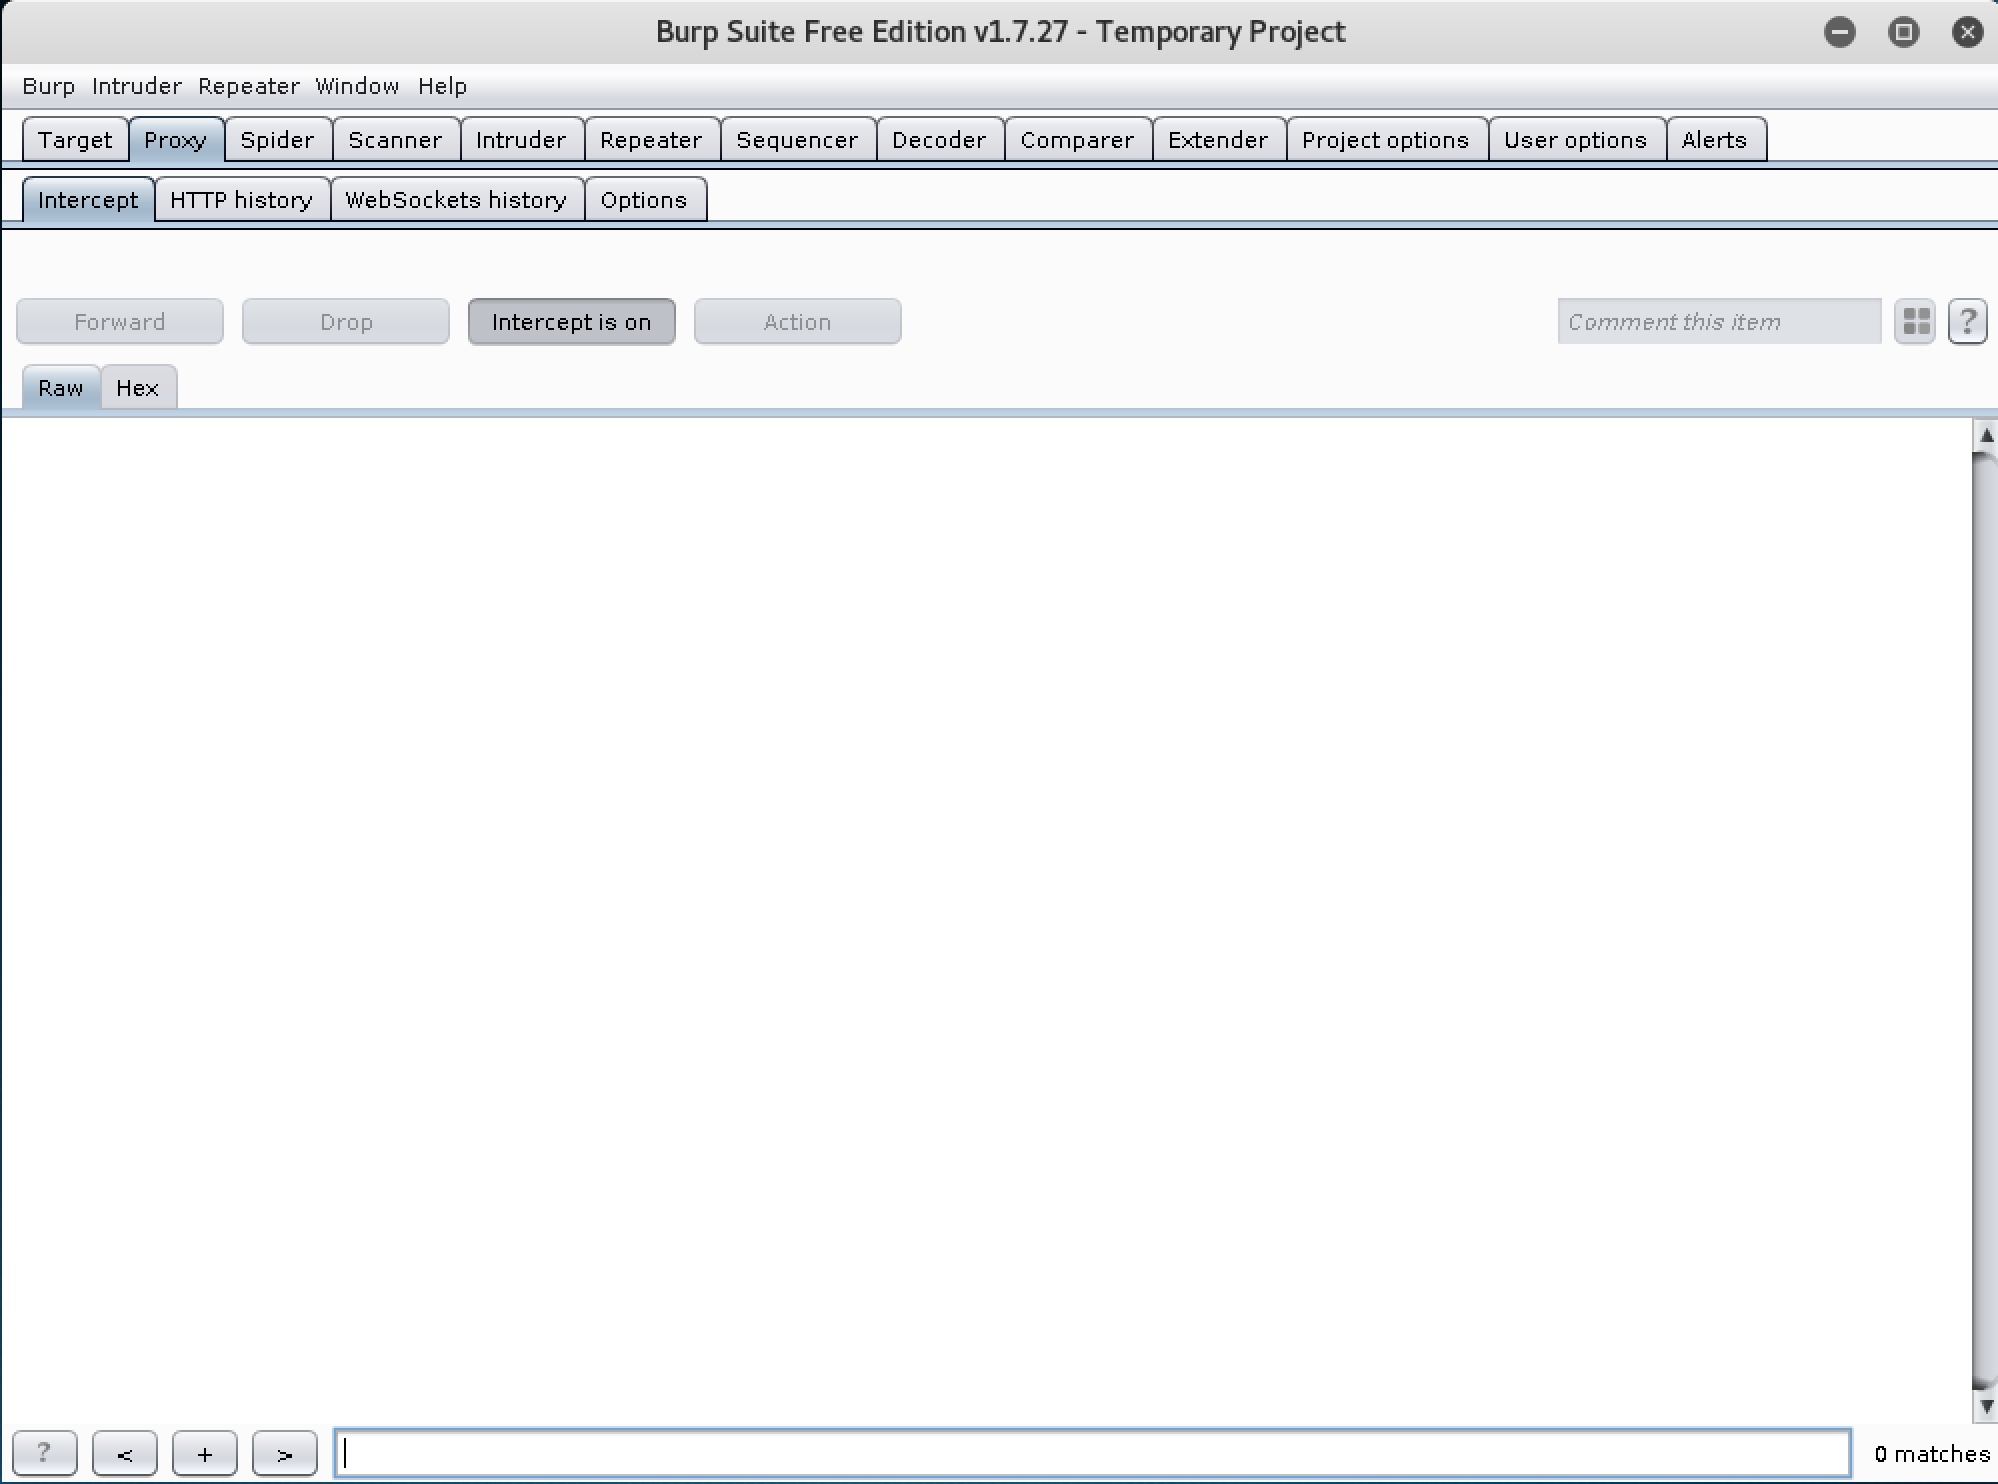 Burp Suite Free Edition v1.7.27 - Temporary Project
Burp Intruder Repeater Window Help
Target Proxy Spider Scanner Intruder Repeater Sequencer Decoder Comparer Extender Project options User options Alerts
Intercept HTTP history WebSockets history Options
Forward Drop Intercept is on Action Comment this item ?
Raw Hex
? < + > 0 matches